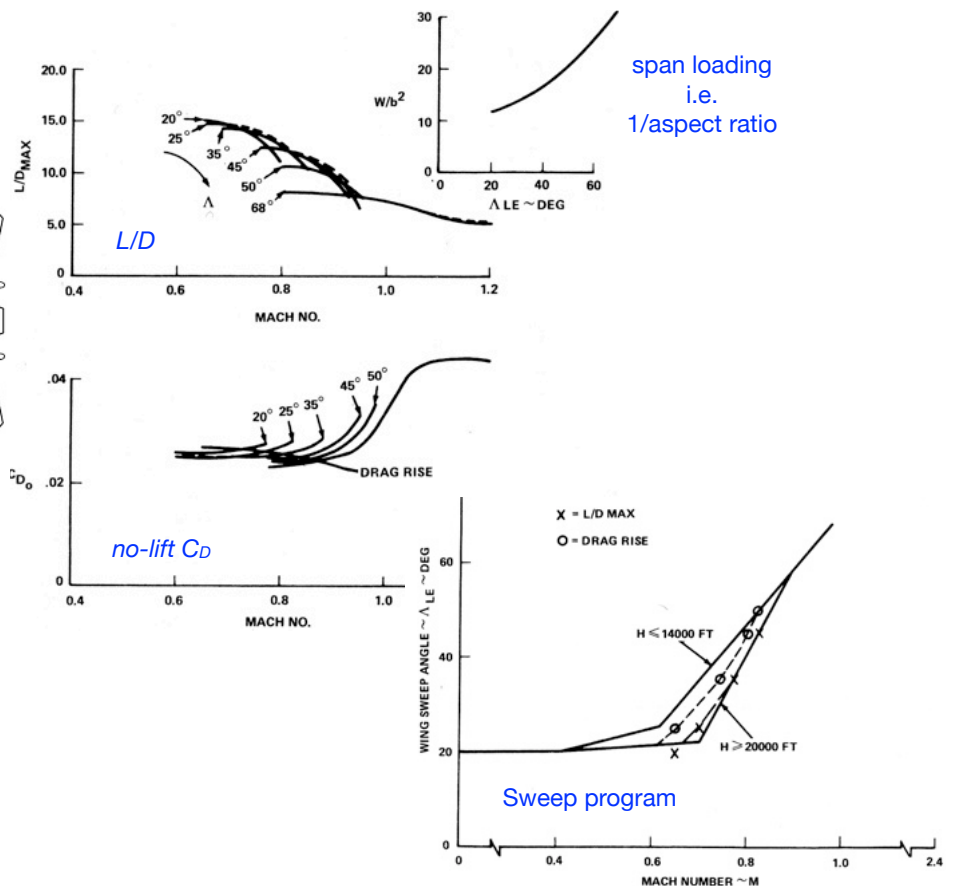 20.0
15.0
10.0
5.0
0
L/D MAX
20°
25°
35°
45°
50°
68°
Λ
L/D
0.4
0.6
0.8
1.0
1.2
MACH NO.
30
20
10
0
W/b²
0
20
40
60
Λ LE ~ DEG
span loading
i.e.
1/aspect ratio
.04
.02
0
D₀
20°
25°
35°
45°
50°
DRAG RISE
no-lift CD
0.4
0.6
0.8
1.0
MACH NO.
X = L/D MAX
O = DRAG RISE
WING SWEEP ANGLE ~ Λ LE ~ DEG
60
40
20
0
H ≤ 14000 FT
H ≥ 20000 FT
Sweep program
0
0.4
0.6
0.8
1.0
2.4
MACH NUMBER ~ M